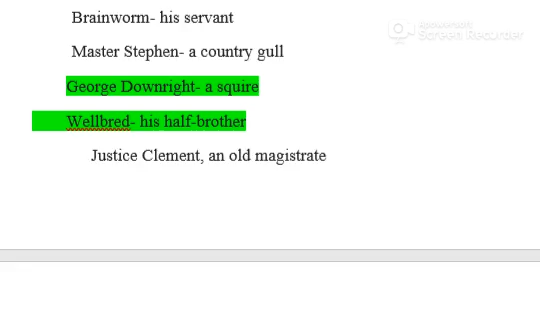 Brainworm- his servant
Apowersoft
Screen Recorder
Master Stephen- a country gull
George Downright- a squire
Wellbred- his half-brother
Justice Clement, an old magistrate